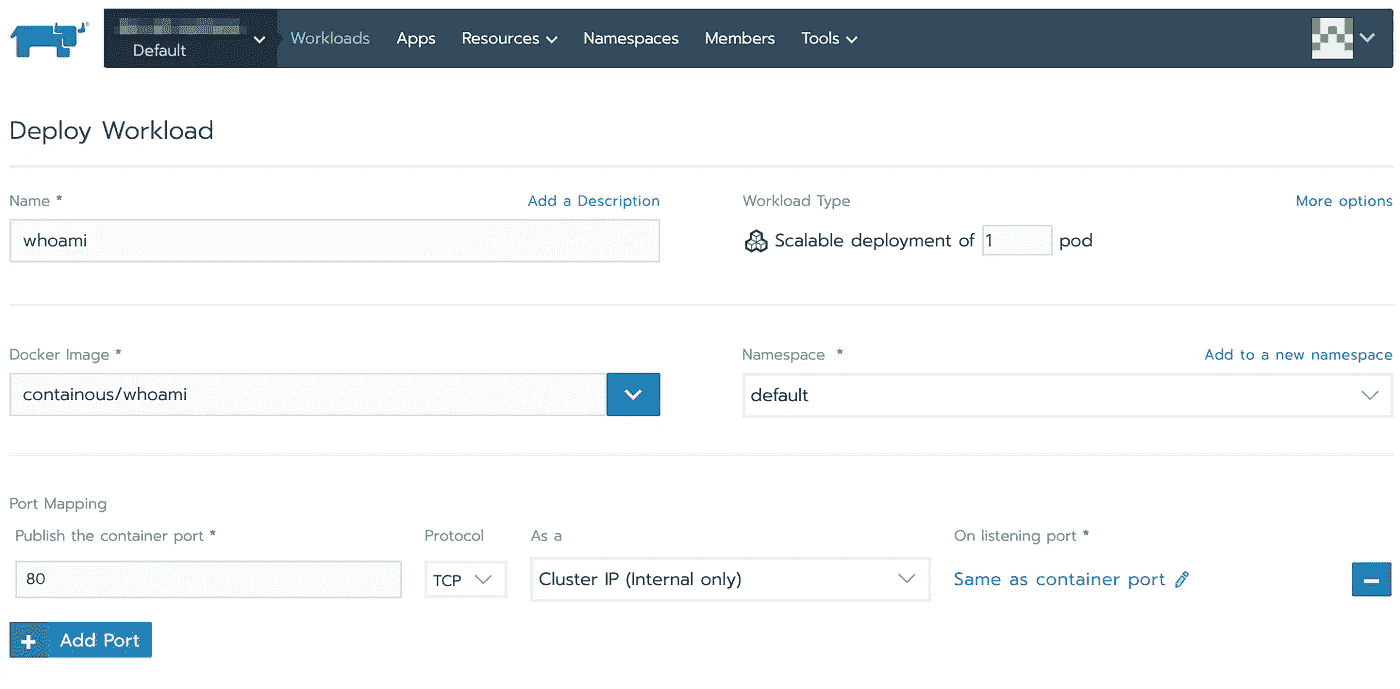 Default
Workloads Apps Resources Namespaces Members Tools
Deploy Workload
Name * Add a Description Workload Type More options
whoami Scalable deployment of 1 pod
Docker Image * Namespace * Add to a new namespace
containous/whoami default
Port Mapping
Publish the container port * Protocol As a On listening port *
80 TCP Cluster IP (Internal only) Same as container port
+ Add Port